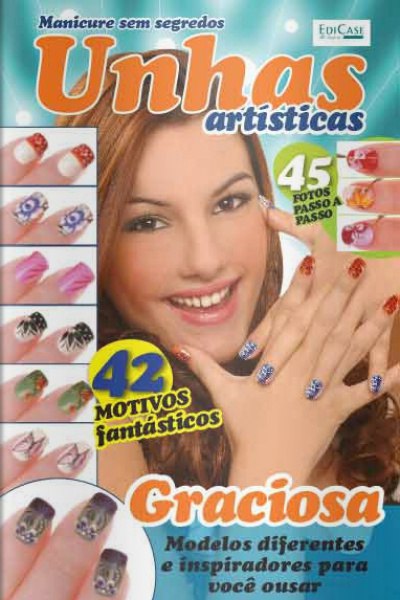 Manicure sem segredos
EDICASE
Unhas
artísticas
45
FOTOS
PASSO A
PASSO
42
MOTIVOS
fantásticos
Graciosa
Modelos diferentes
e inspiradores para
você ousar